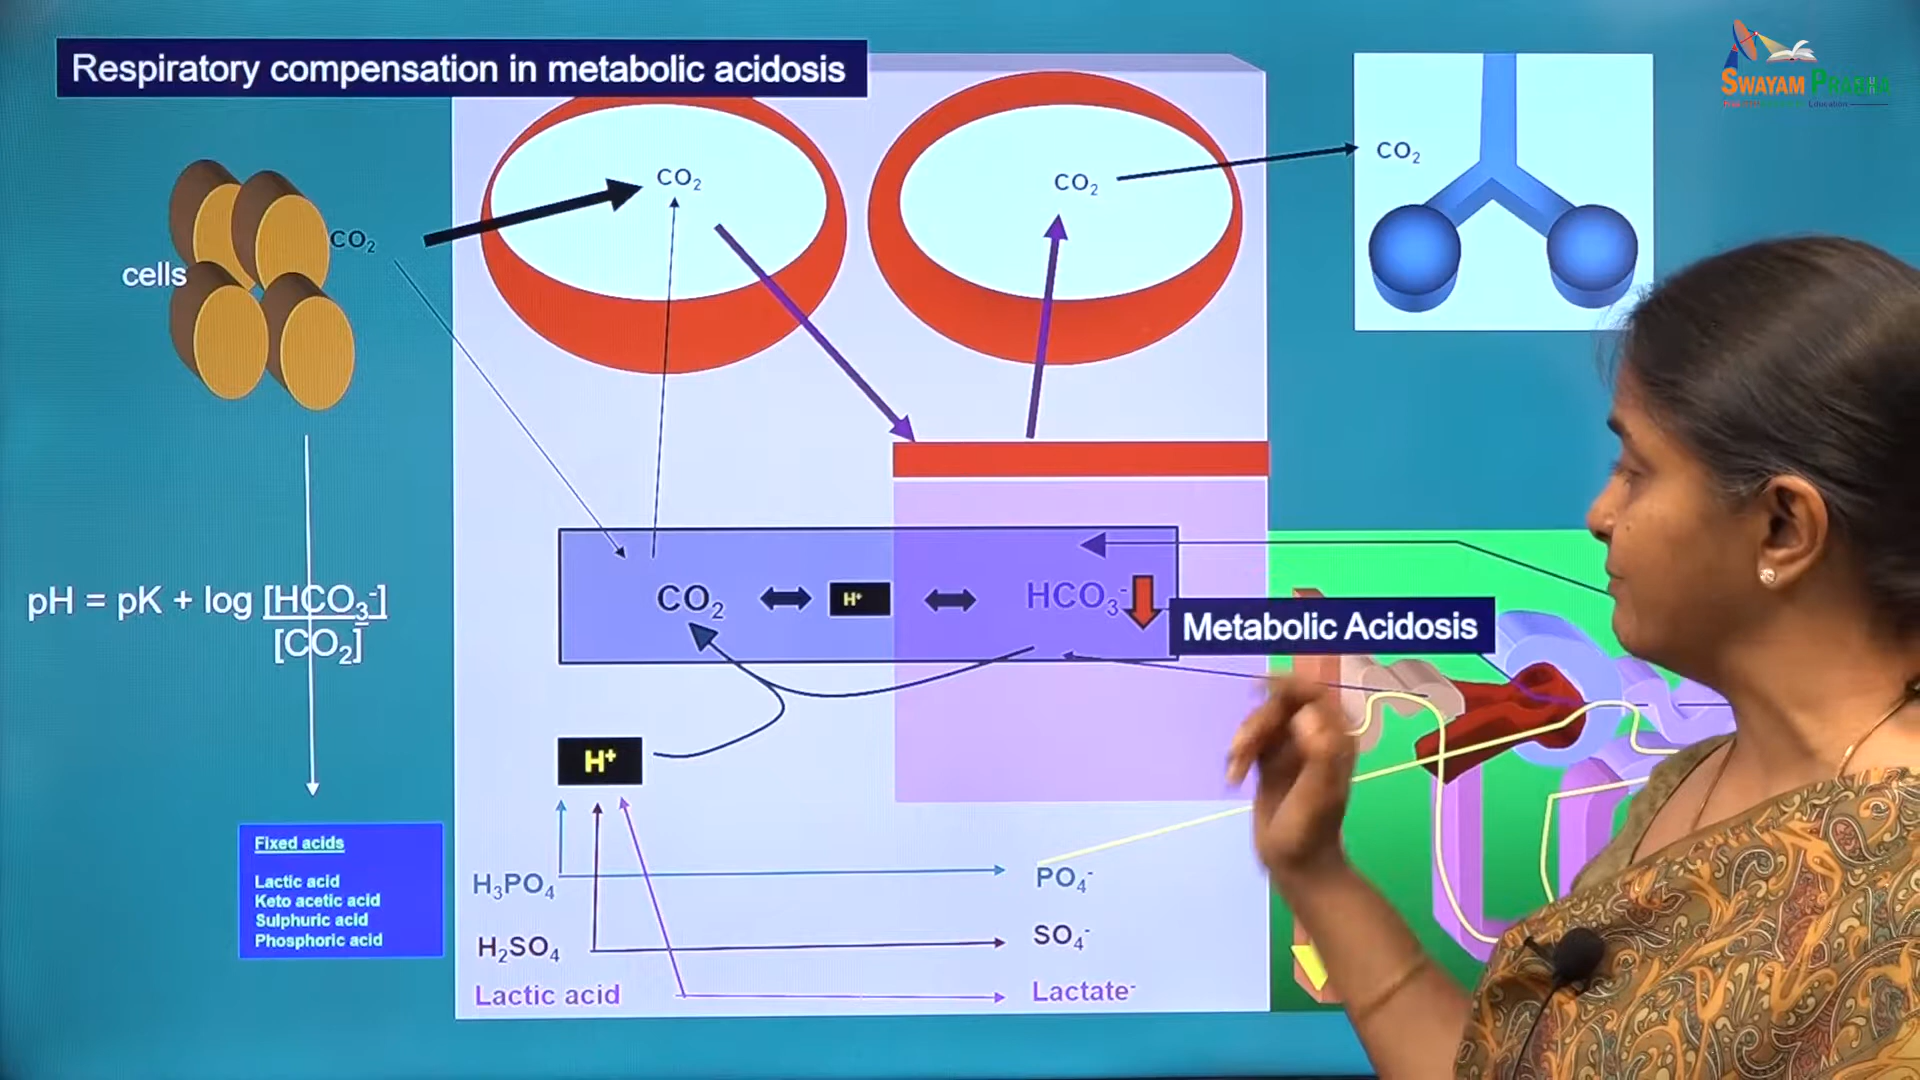 Respiratory compensation in metabolic acidosis
SWAYAM PRABHA
Education
CO₂
CO₂
CO₂
CO₂
cells
pH = pK + log [HCO₃⁻]
[CO₂]
CO₂
H⁺
HCO₃⁻
Metabolic Acidosis
H⁺
Fixed acids
Lactic acid
Keto acetic acid
Sulphuric acid
Phosphoric acid
H₃PO₄
PO₄⁻
H₂SO₄
SO₄⁻
Lactic acid
Lactate⁻